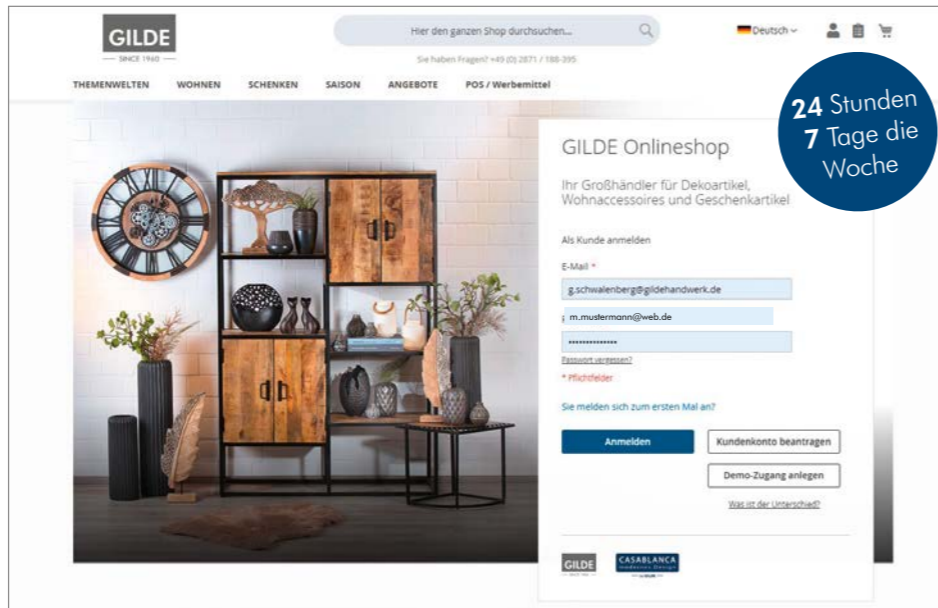 GILDE
SINCE 1960
Hier den ganzen Shop durchsuchen...
Deutsch
Sie haben Fragen? +49 (0) 2871 / 188-395
THEMENWELTEN WOHNEN SCHENKEN SAISON ANGEBOTE POS / Werbemittel
24 Stunden
7 Tage die
Woche
GILDE Onlineshop
Ihr Großhändler für Dekoartikel,
Wohnaccessoires und Geschenkartikel
Als Kunde anmelden
E-Mail *
g.schwalenberg@gildehandwerk.de
m.mustermann@web.de
••••••••••••••
Passwort vergessen?
* Pflichtfelder
Sie melden sich zum ersten Mal an?
Anmelden Kundenkonto beantragen
Demo-Zugang anlegen
Was ist der Unterschied?
GILDE CASABLANCA
modernes Design